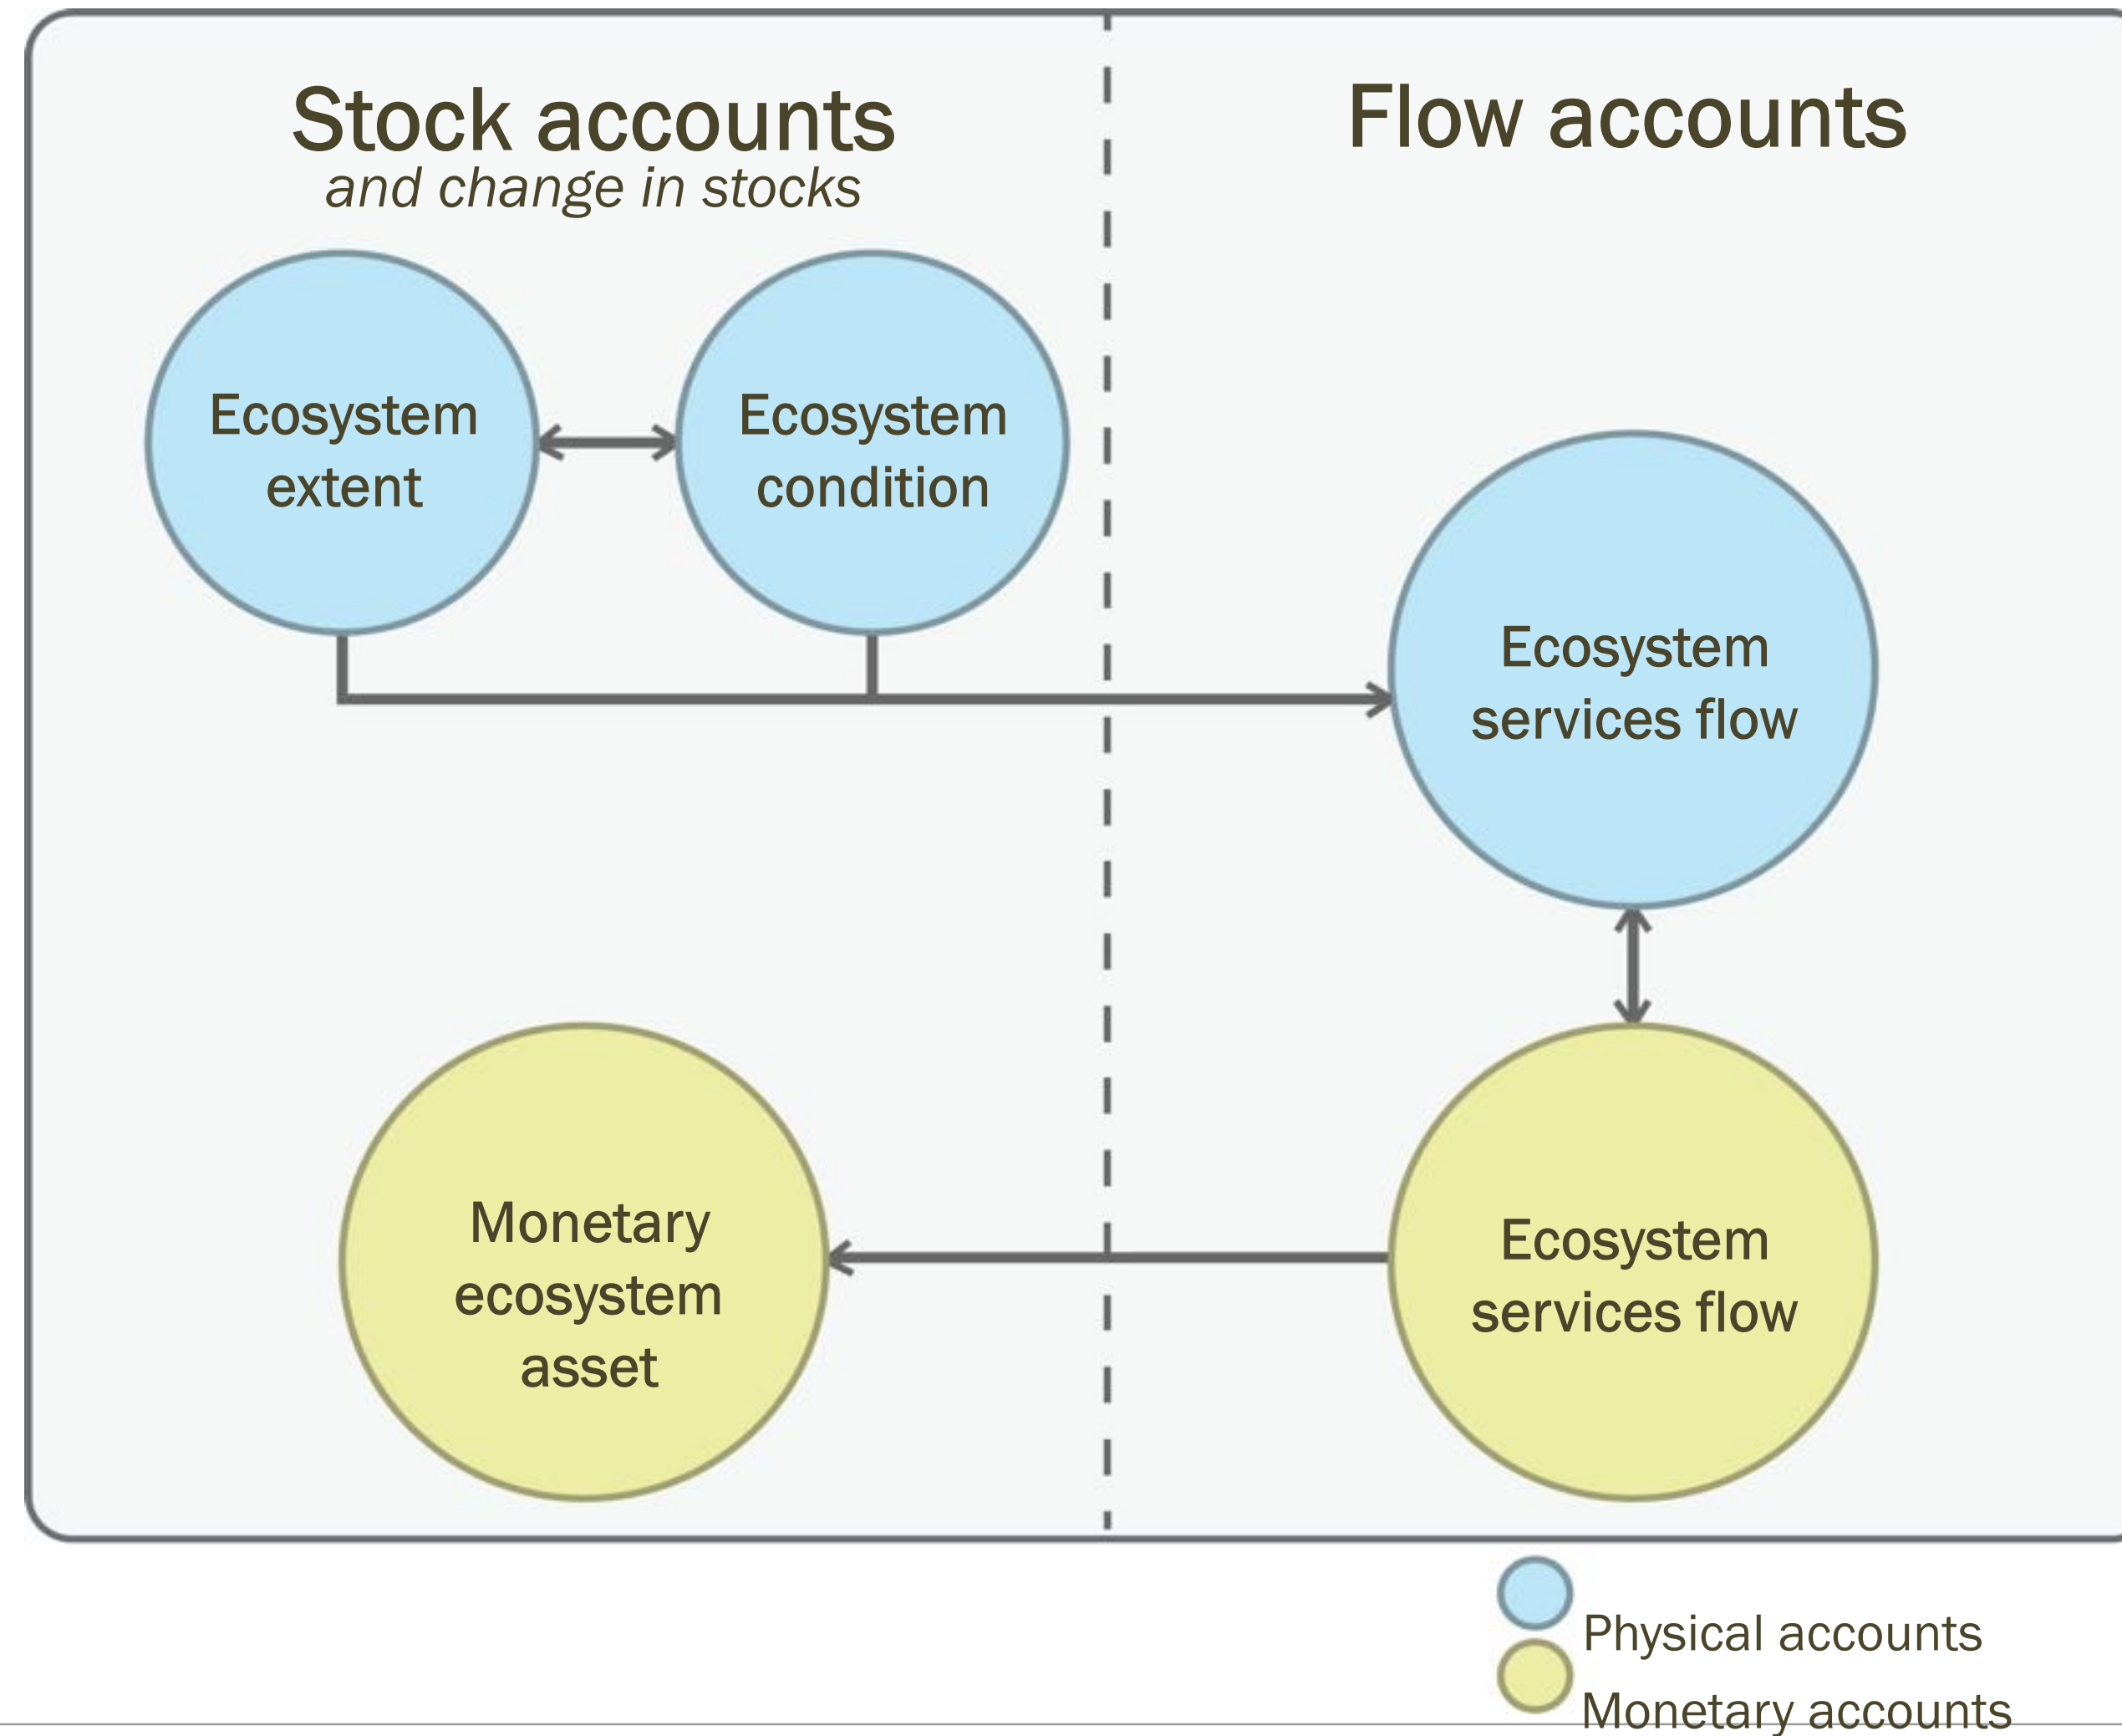 Stock accounts
and change in stocks
Flow accounts
Ecosystem
extent
Ecosystem
condition
Ecosystem
services flow
Monetary
ecosystem
asset
Ecosystem
services flow
Physical accounts
Monetary accounts